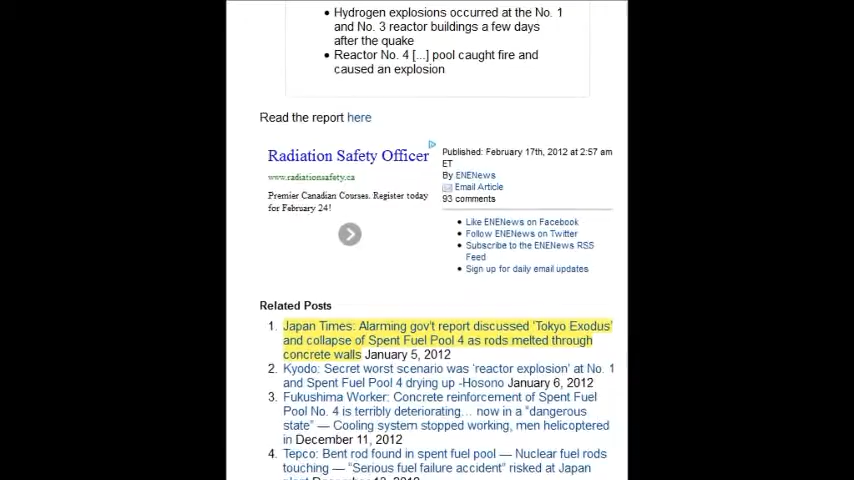 • Hydrogen explosions occurred at the No. 1
and No. 3 reactor buildings a few days
after the quake
• Reactor No. 4 [...] pool caught fire and
caused an explosion
Read the report here
Radiation Safety Officer
www.radiationsafety.ca
Premier Canadian Courses. Register today
for February 24!
Published: February 17th, 2012 at 2:57 am
ET
By ENENews
Email Article
93 comments
• Like ENENews on Facebook
• Follow ENENews on Twitter
• Subscribe to the ENENews RSS
Feed
• Sign up for daily email updates
Related Posts
1. Japan Times: Alarming gov't report discussed 'Tokyo Exodus'
and collapse of Spent Fuel Pool 4 as rods melted through
concrete walls January 5, 2012
2. Kyodo: Secret worst scenario was 'reactor explosion' at No. 1
and Spent Fuel Pool 4 drying up -Hosono January 6, 2012
3. Fukushima Worker: Concrete reinforcement of Spent Fuel
Pool No. 4 is terribly deteriorating… now in a "dangerous
state" — Cooling system stopped working, men helicoptered
in December 11, 2012
4. Tepco: Bent rod found in spent fuel pool — Nuclear fuel rods
touching — "Serious fuel failure accident" risked at Japan